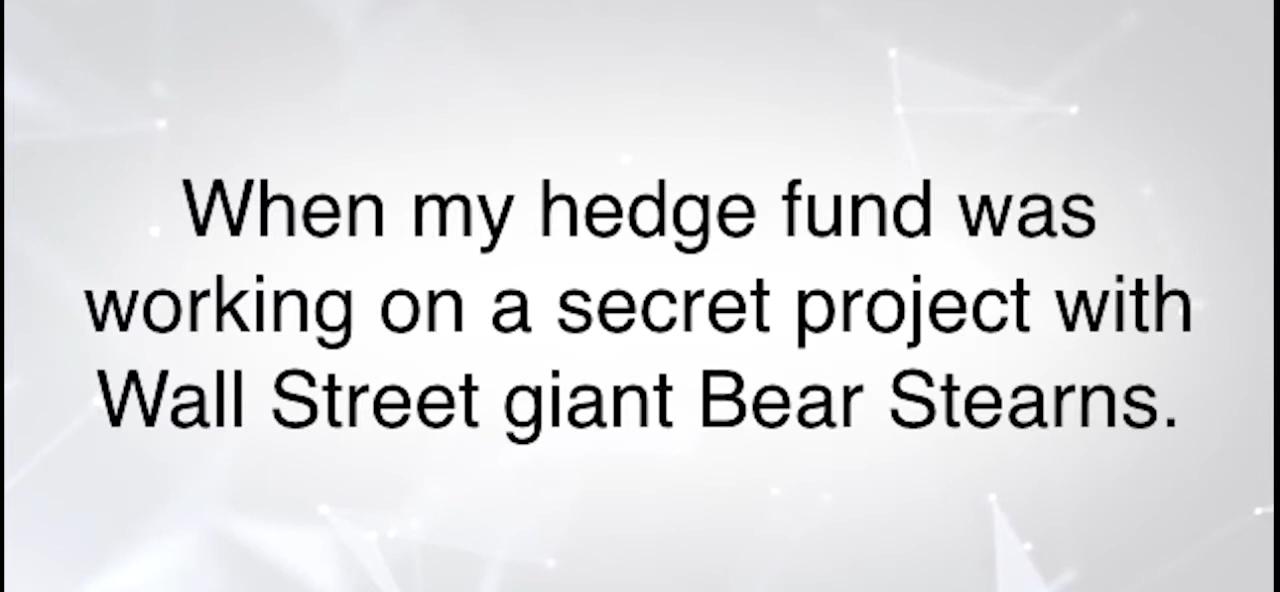 When my hedge fund was
working on a secret project with
Wall Street giant Bear Stearns.